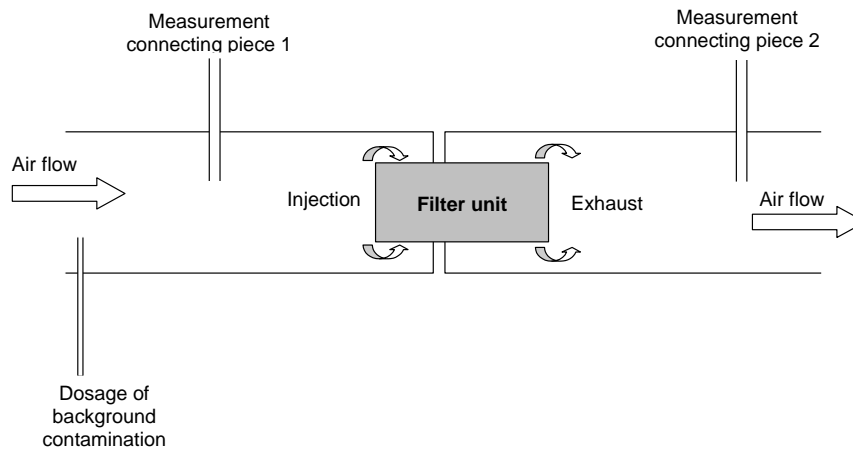 Measurement
connecting piece 1
Measurement
connecting piece 2
Air flow
Injection
Filter unit
Exhaust
Air flow
Dosage of
background
contamination